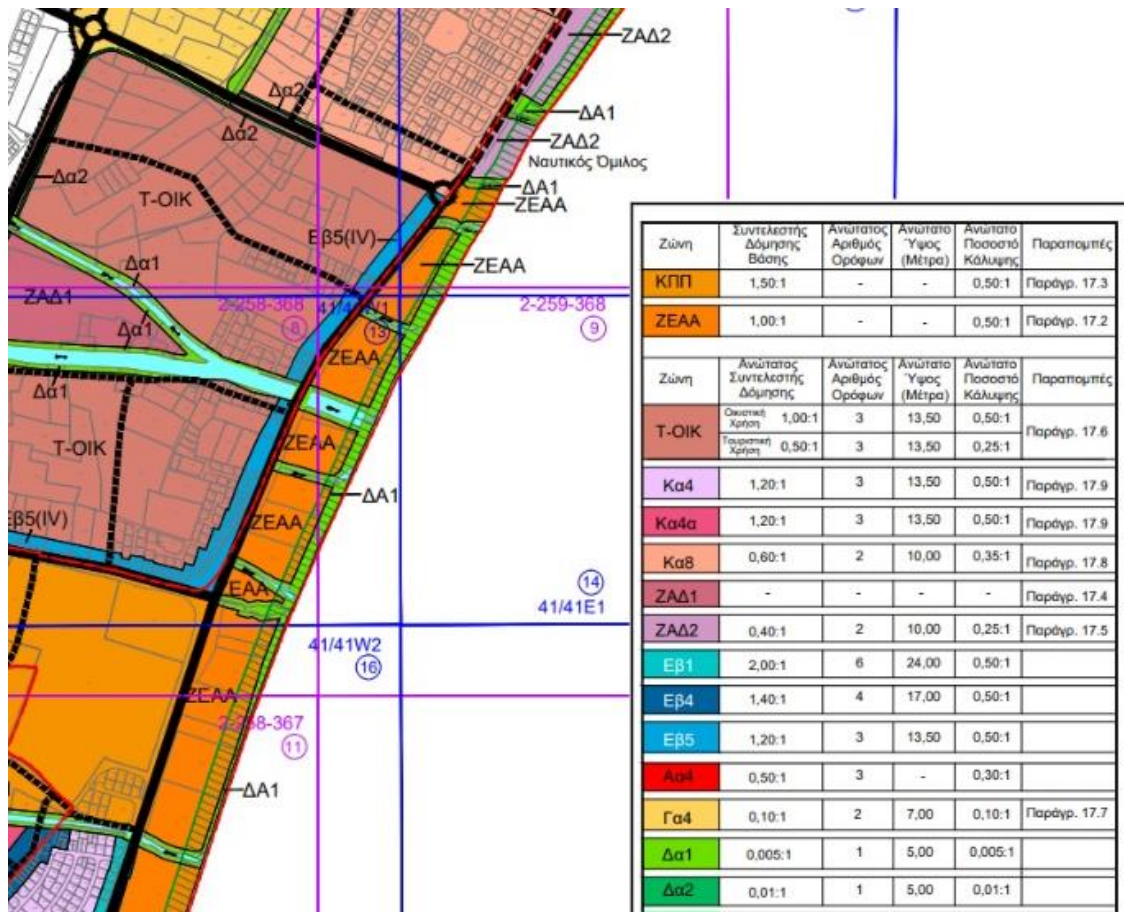 ΖΑΔ2
ΔΑ1
ΖΑΔ2
Ναυτικός Όμιλος
ΔΑ1
ΖΕΑΑ
ΖΕΑΑ
Δα2
Δα2
Δα2
Τ-ΟΙΚ
Εβ5(IV)
Δα1
ΖΑΔ1
Δα1
2-258-368
8
13
2-259-368
9
ΖΕΑΑ
Δα1
Τ-ΟΙΚ
ΖΕΑΑ
ΔΑ1
ΖΕΑΑ
Εβ5(IV)
14
41/41E1
41/41W2
16
ΖΕΑΑ
11
ΔΑ1
Ζώνη Συντελεστής Δόμησης Βάσης Ανώτατος Αριθμός Ορόφων Ανώτατο Ύψος (Μέτρα) Ανώτατο Ποσοστό Κάλυψης Παραπομπές
ΚΠΠ 1,50:1 - - 0,50:1 Παράγρ. 17.3
ΖΕΑΑ 1,00:1 - - 0,50:1 Παράγρ. 17.2
Ζώνη Ανώτατος Συντελεστής Δόμησης Ανώτατος Αριθμός Ορόφων Ανώτατο Ύψος (Μέτρα) Ανώτατο Ποσοστό Κάλυψης Παραπομπές
Τ-ΟΙΚ Οικιστική Χρήση 1,00:1 3 13,50 0,50:1 Παράγρ. 17.6
Τουριστική Χρήση 0,50:1 3 13,50 0,25:1
Κα4 1,20:1 3 13,50 0,50:1 Παράγρ. 17.9
Κα4α 1,20:1 3 13,50 0,50:1 Παράγρ. 17.9
Κα8 0,60:1 2 10,00 0,35:1 Παράγρ. 17.8
ΖΑΔ1 - - - - Παράγρ. 17.4
ΖΑΔ2 0,40:1 2 10,00 0,25:1 Παράγρ. 17.5
Εβ1 2,00:1 6 24,00 0,50:1
Εβ4 1,40:1 4 17,00 0,50:1
Εβ5 1,20:1 3 13,50 0,50:1
Αα4 0,50:1 3 - 0,30:1
Γα4 0,10:1 2 7,00 0,10:1 Παράγρ. 17.7
Δα1 0,005:1 1 5,00 0,005:1
Δα2 0,01:1 1 5,00 0,01:1